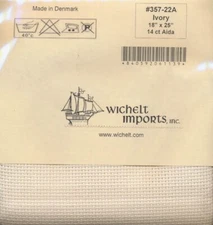 Made in Denmark
#357-22A
Ivory
18" x 25"
14 ct Aida
Wichelt
Imports, Inc.
www.wichelt.com